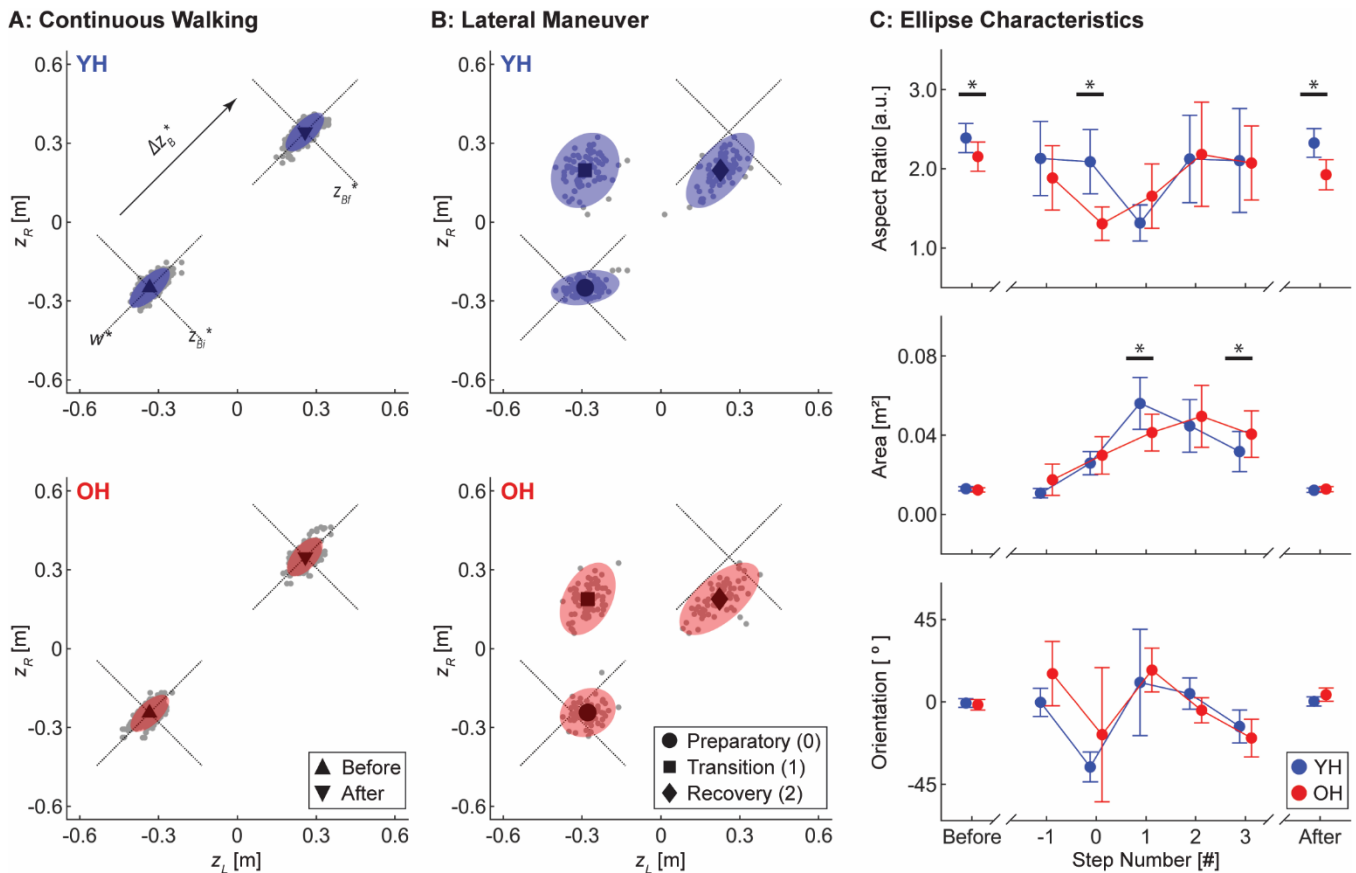 A: Continuous Walking
B: Lateral Maneuver
C: Ellipse Characteristics
YH
0.6
0.3
0
-0.3
-0.6
z_R [m]
Δz_B*
z_Bf*
w*
z_Bi*
-0.6
-0.3
0
0.3
0.6
YH
0.6
0.3
0
-0.3
-0.6
z_R [m]
-0.6
-0.3
0
0.3
0.6
OH
0.6
0.3
0
-0.3
-0.6
z_R [m]
▲ Before
▼ After
-0.6
-0.3
0
0.3
0.6
z_L [m]
OH
0.6
0.3
0
-0.3
-0.6
z_R [m]
● Preparatory (0)
■ Transition (1)
◆ Recovery (2)
-0.6
-0.3
0
0.3
0.6
z_L [m]
Aspect Ratio [a.u.]
3.0
2.0
1.0
*
*
*
Area [m²]
0.08
0.04
0.00
*
*
Orientation [º]
45
0
-45
YH
OH
Before
-1
0
1
2
3
After
Step Number [#]